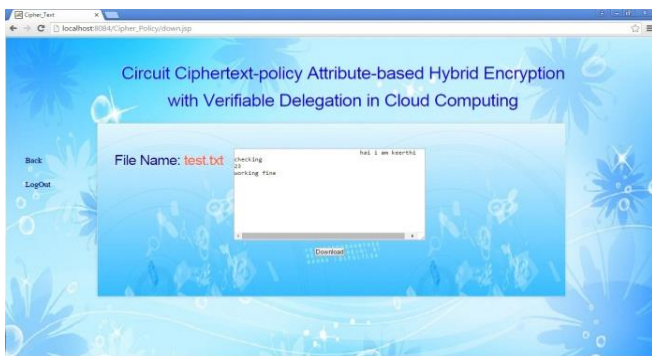 Cipher_Text
localhost:8084/Cipher_Policy/down.jsp
Circuit Ciphertext-policy Attribute-based Hybrid Encryption
with Verifiable Delegation in Cloud Computing
Back
LogOut
File Name: test.txt
hai i am keerthi
checking
23
working fine
Download